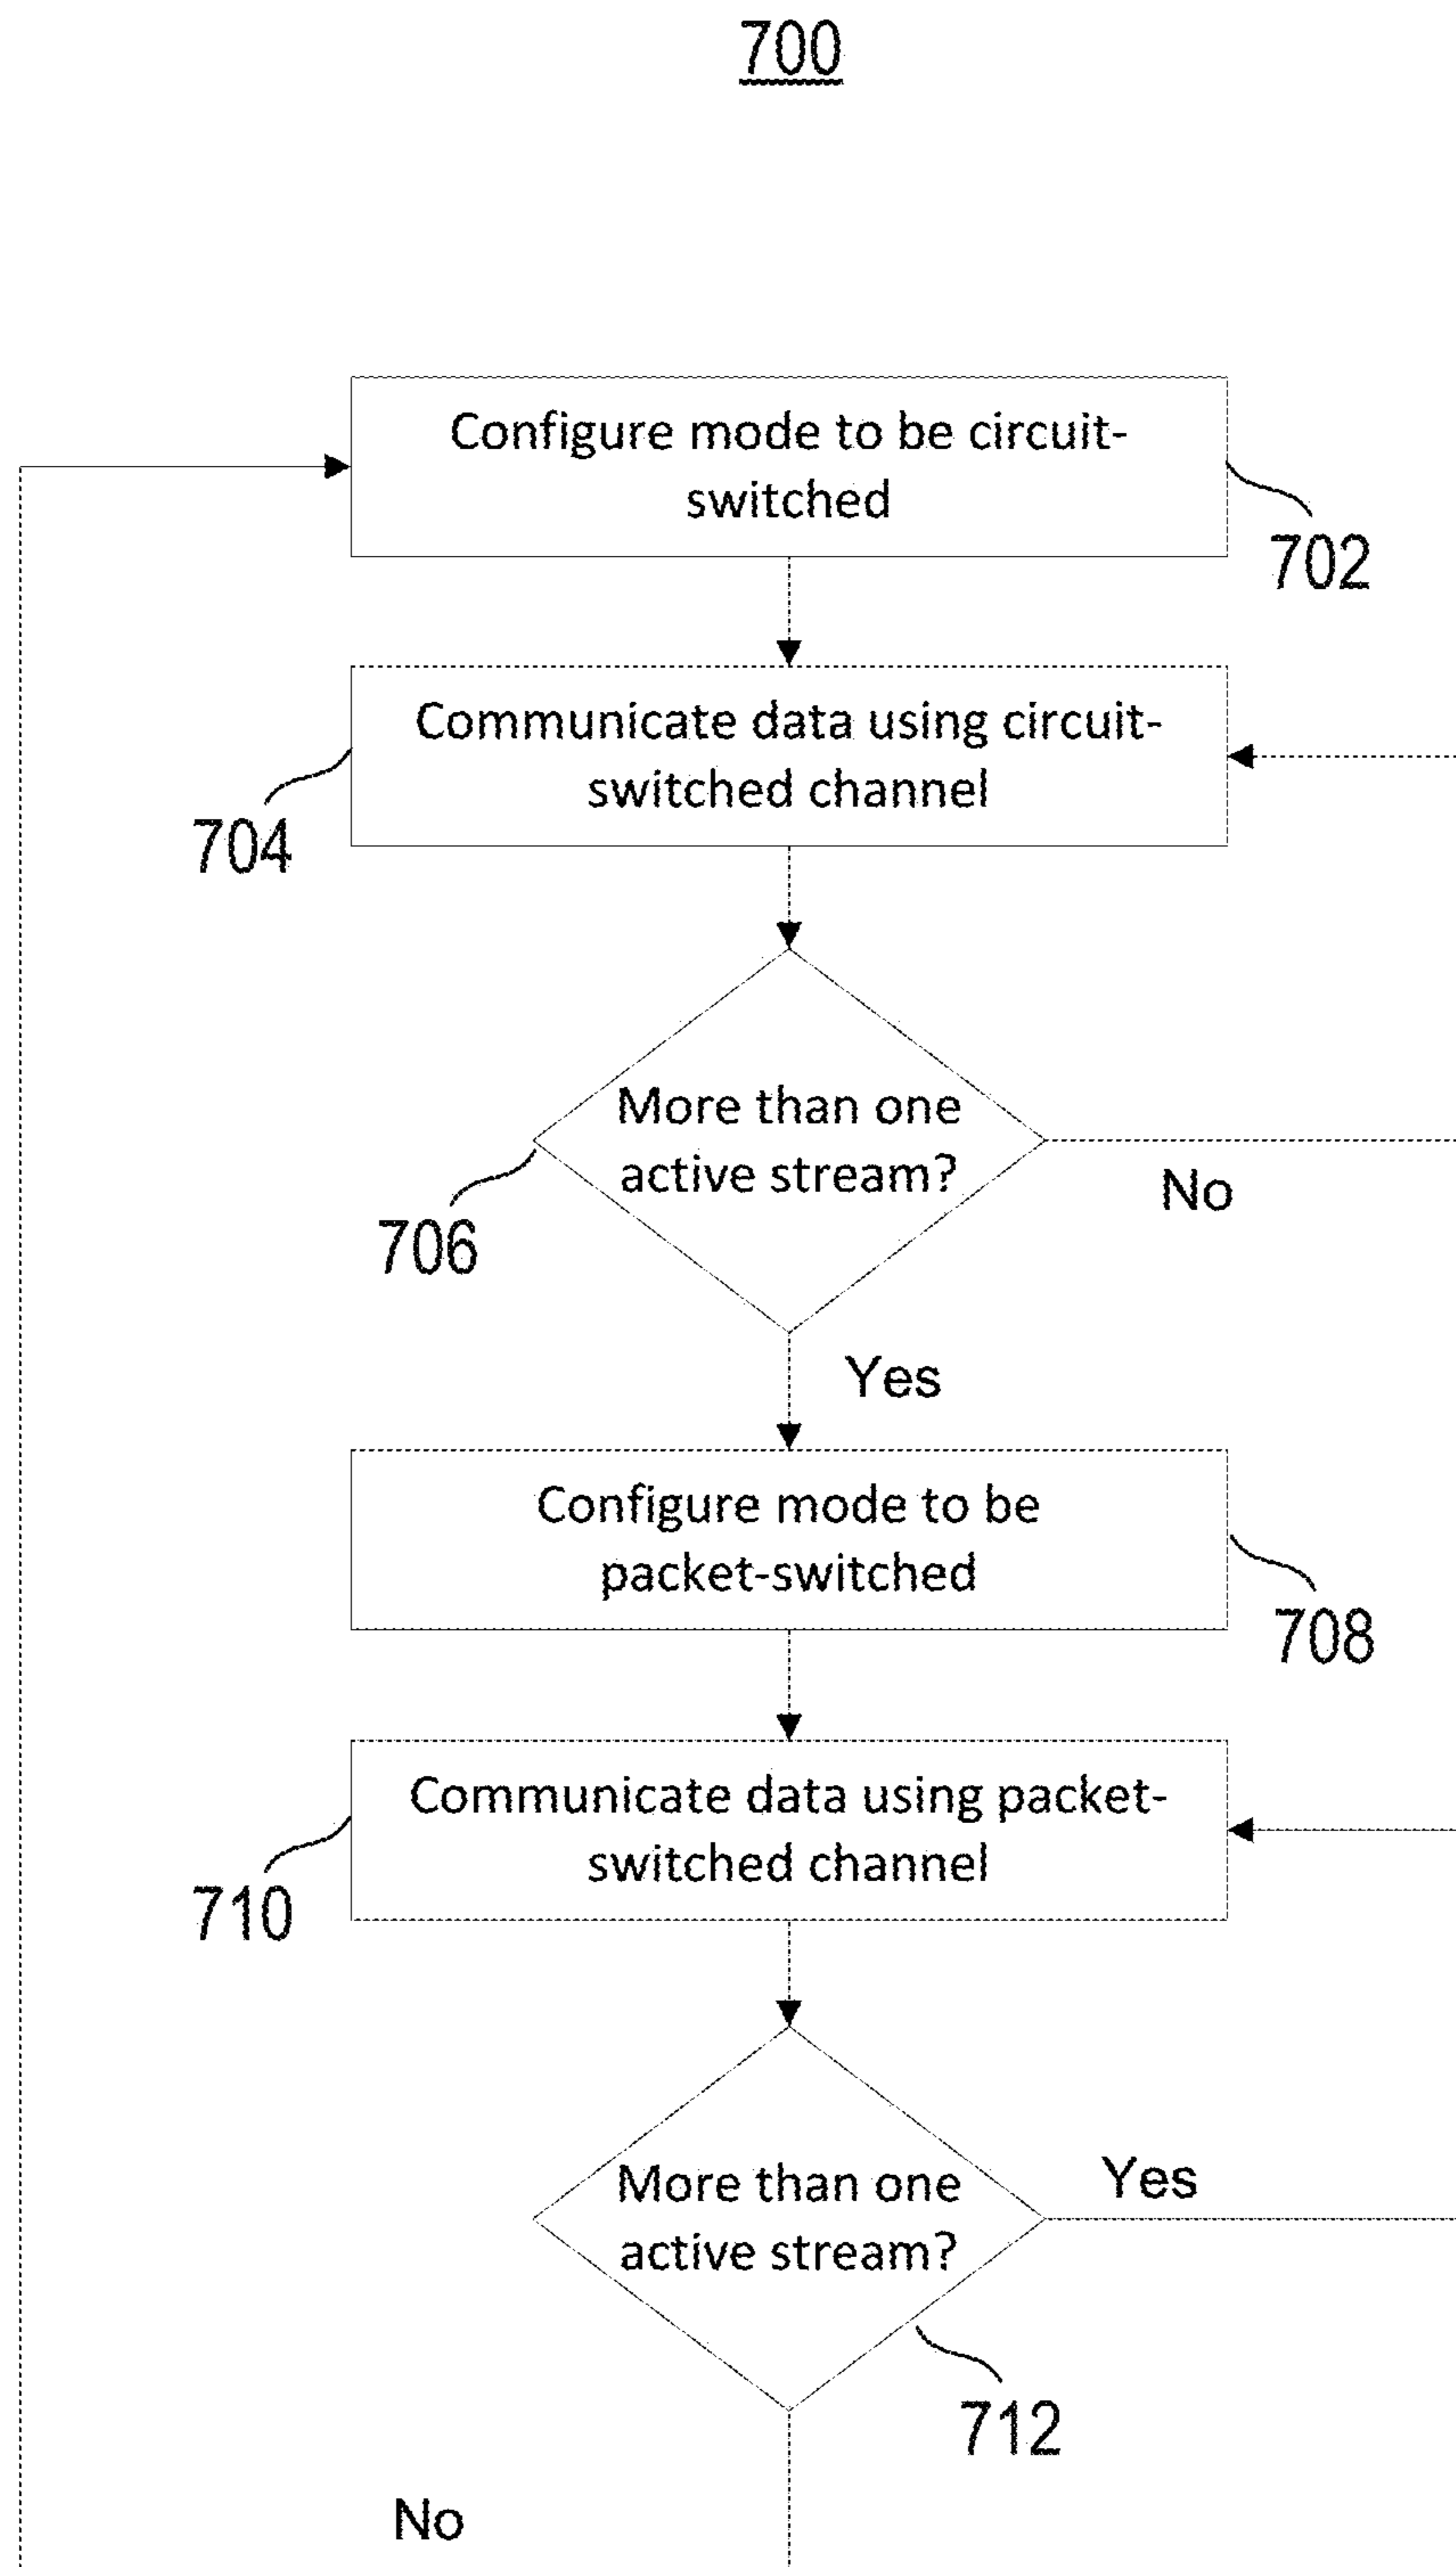 700
Configure mode to be circuit-
switched
702
Communicate data using circuit-
switched channel
704
More than one
active stream?
706
No
Yes
Configure mode to be
packet-switched
708
Communicate data using packet-
switched channel
710
More than one
active stream?
Yes
712
No